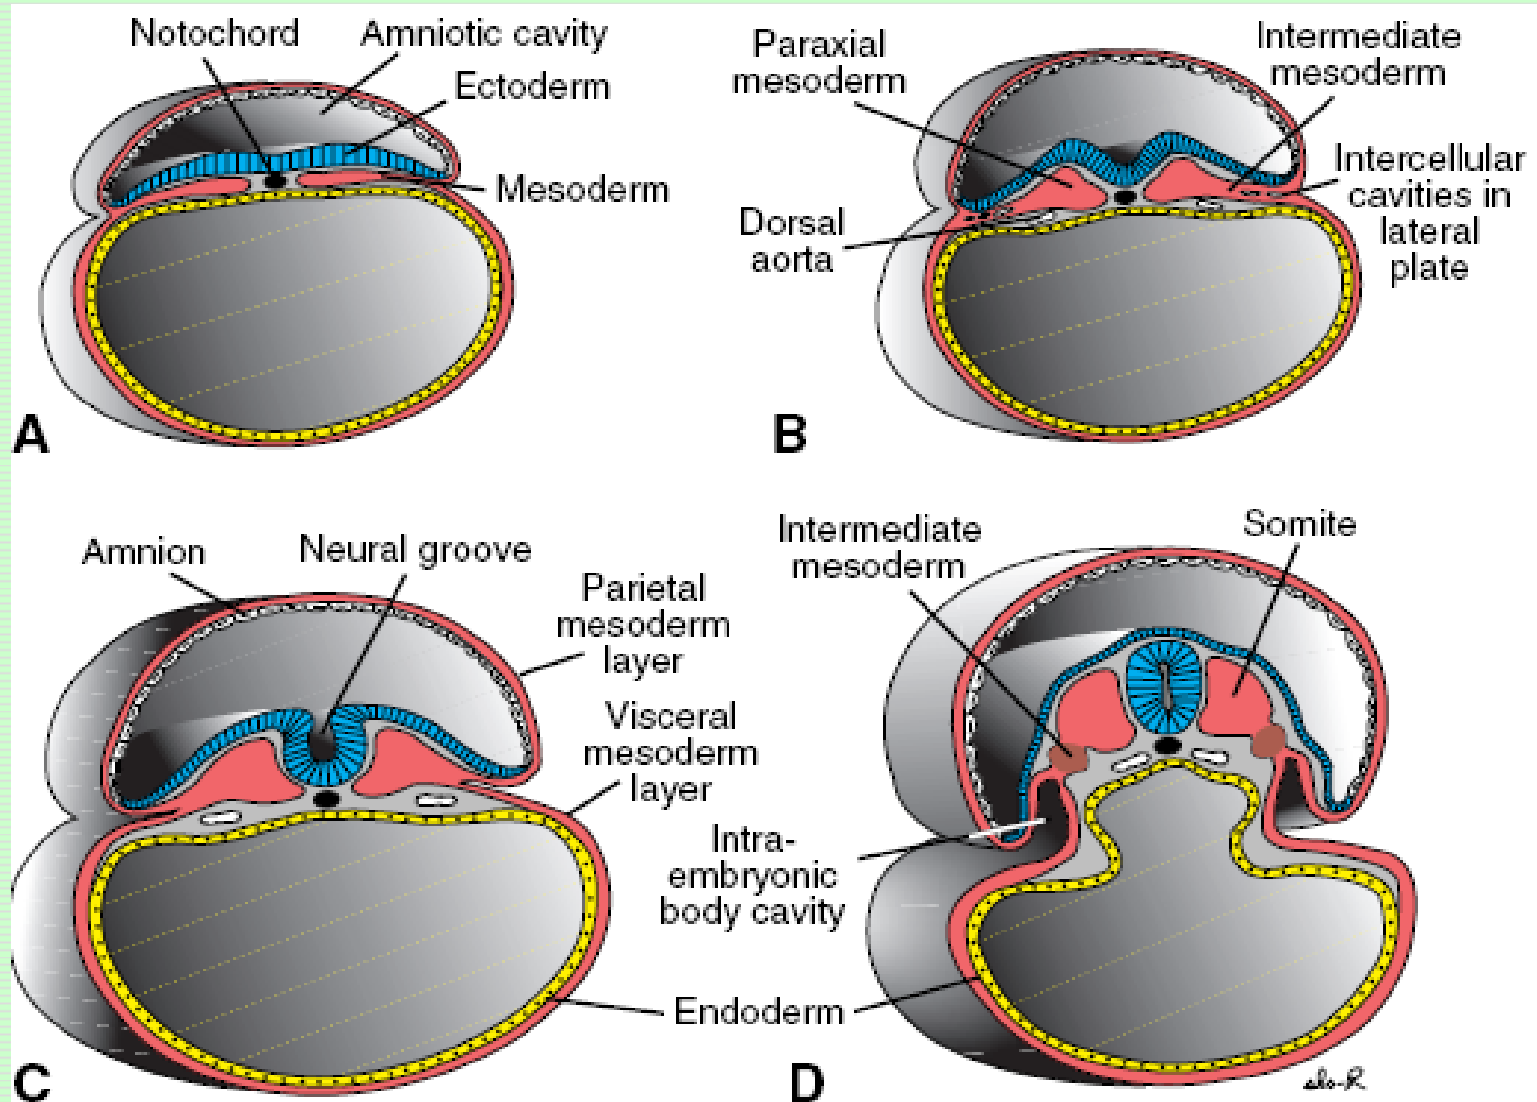 Notochord
Amniotic cavity
Ectoderm
Mesoderm
A
Paraxial
mesoderm
Intermediate
mesoderm
Intercellular
cavities in
lateral
plate
Dorsal
aorta
B
Amnion
Neural groove
Parietal
mesoderm
layer
Visceral
mesoderm
layer
C
Intermediate
mesoderm
Somite
Intra-
embryonic
body cavity
Endoderm
D